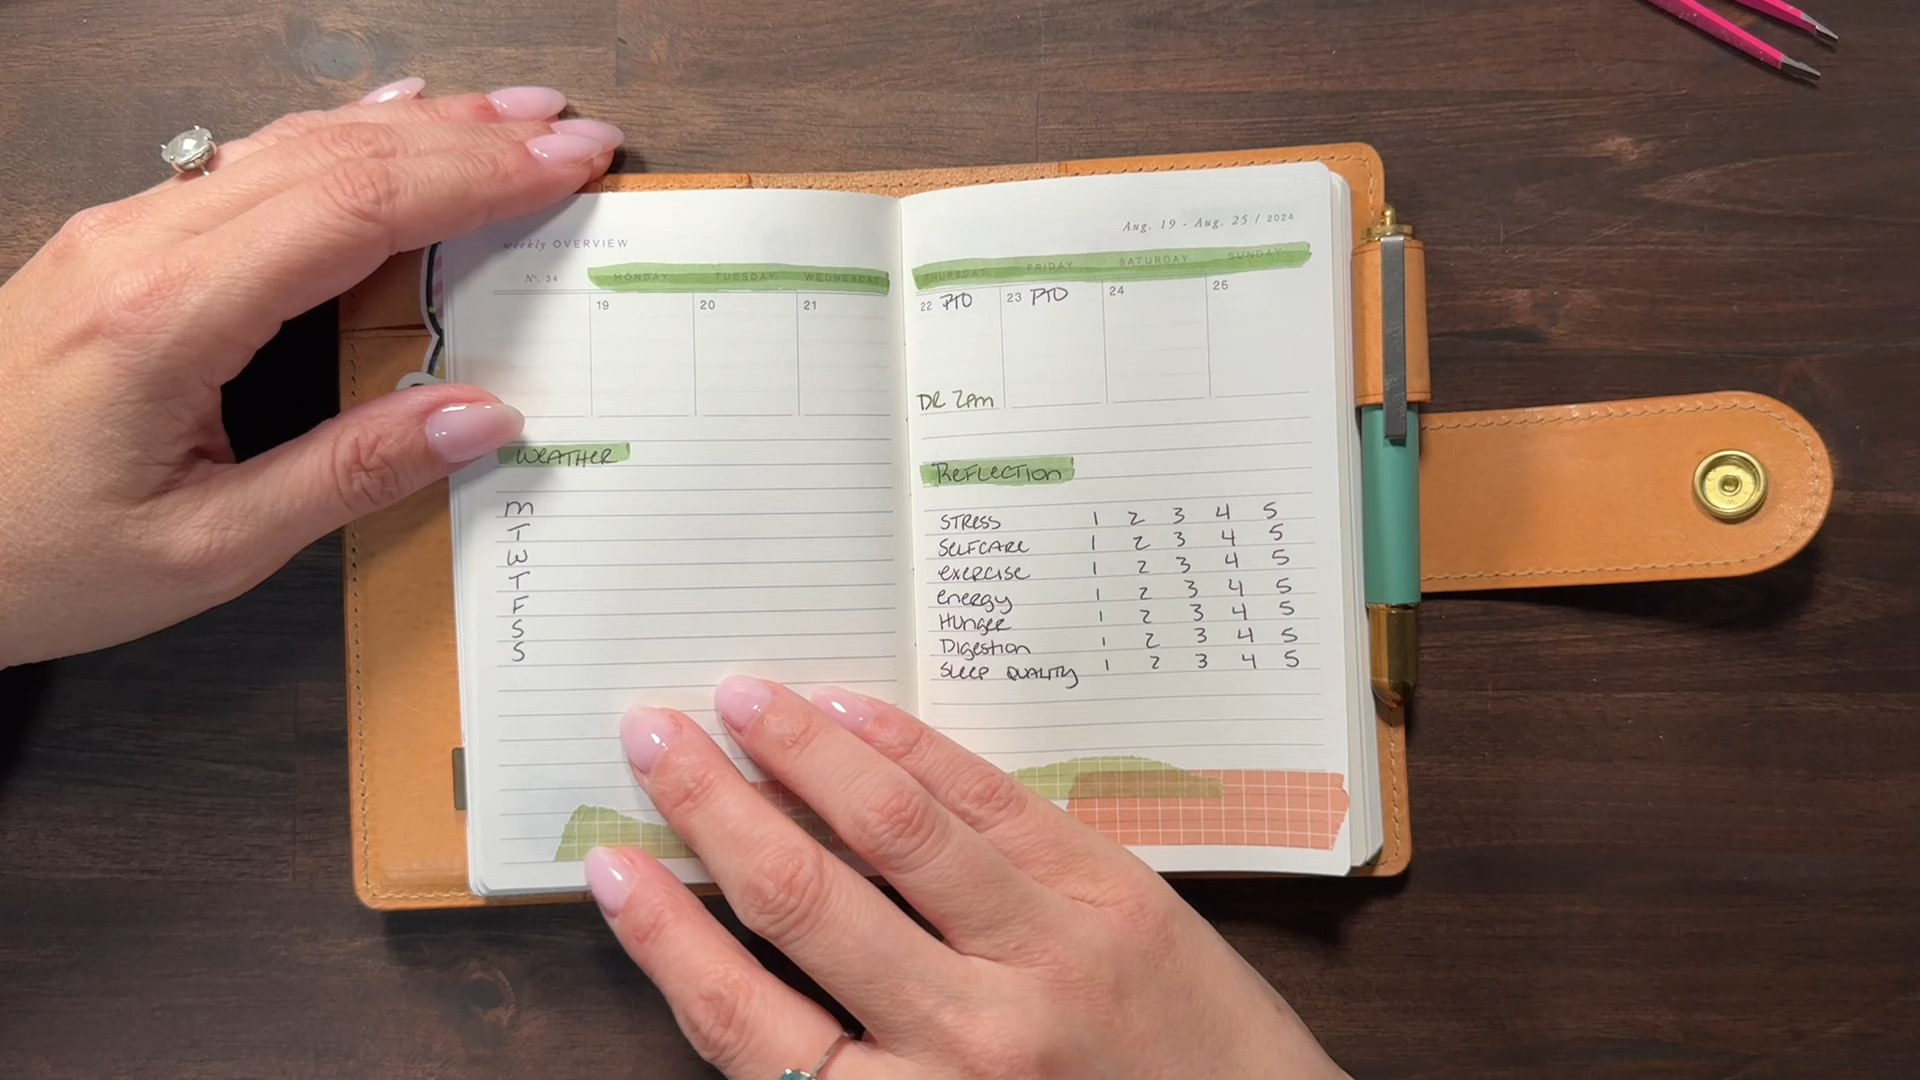 weekly OVERVIEW
Nº. 34 MONDAY TUESDAY WEDNESDAY
19 20 21
WEATHER
M
T
W
T
F
S
S
Aug. 19 - Aug. 25 / 2024
THURSDAY FRIDAY SATURDAY SUNDAY
22 PTO 23 PTO 24 25
DR 2pm
REFLECTION
STRESS 1 2 3 4 5
SELFCARE 1 2 3 4 5
exercise 1 2 3 4 5
energy 1 2 3 4 5
Hunger 1 2 3 4 5
Digestion 1 2 3 4 5
Sleep QUALITY 1 2 3 4 5